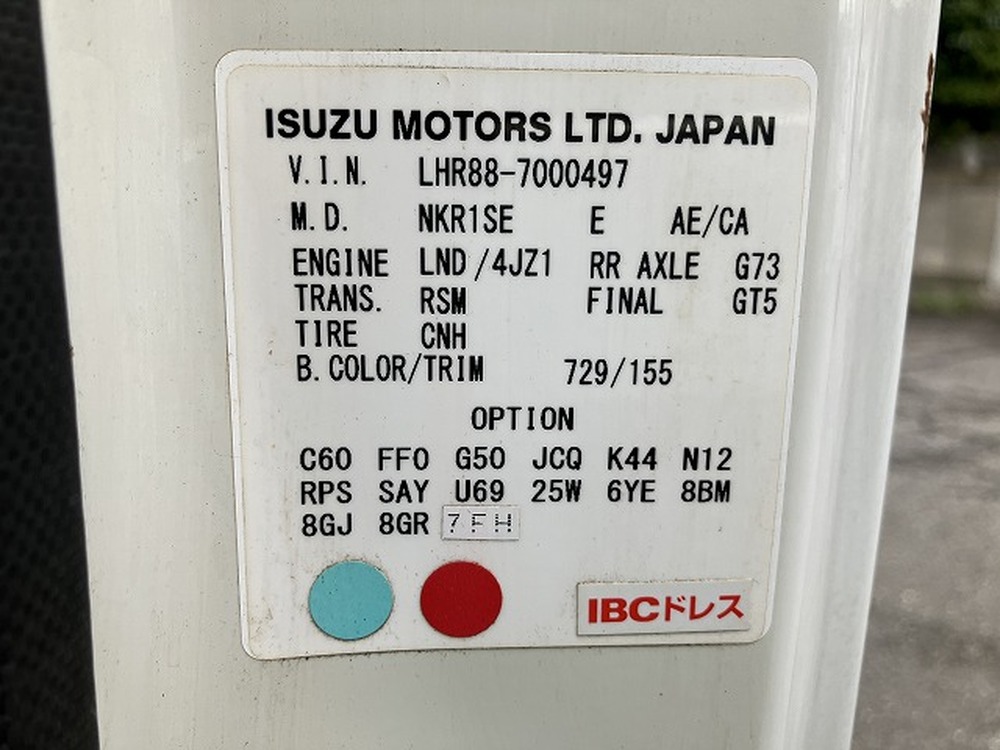 ISUZU MOTORS LTD. JAPAN
V.I.N. LHR88-7000497
M.D. NKR1SE E AE/CA
ENGINE LND/4JZ1 RR AXLE G73
TRANS. RSM FINAL GT5
TIRE CNH
B.COLOR/TRIM 729/155
OPTION
C60 FF0 G50 JCQ K44 N12
RPS SAY U69 25W 6YE 8BM
8GJ 8GR 7FH
IBCドレス